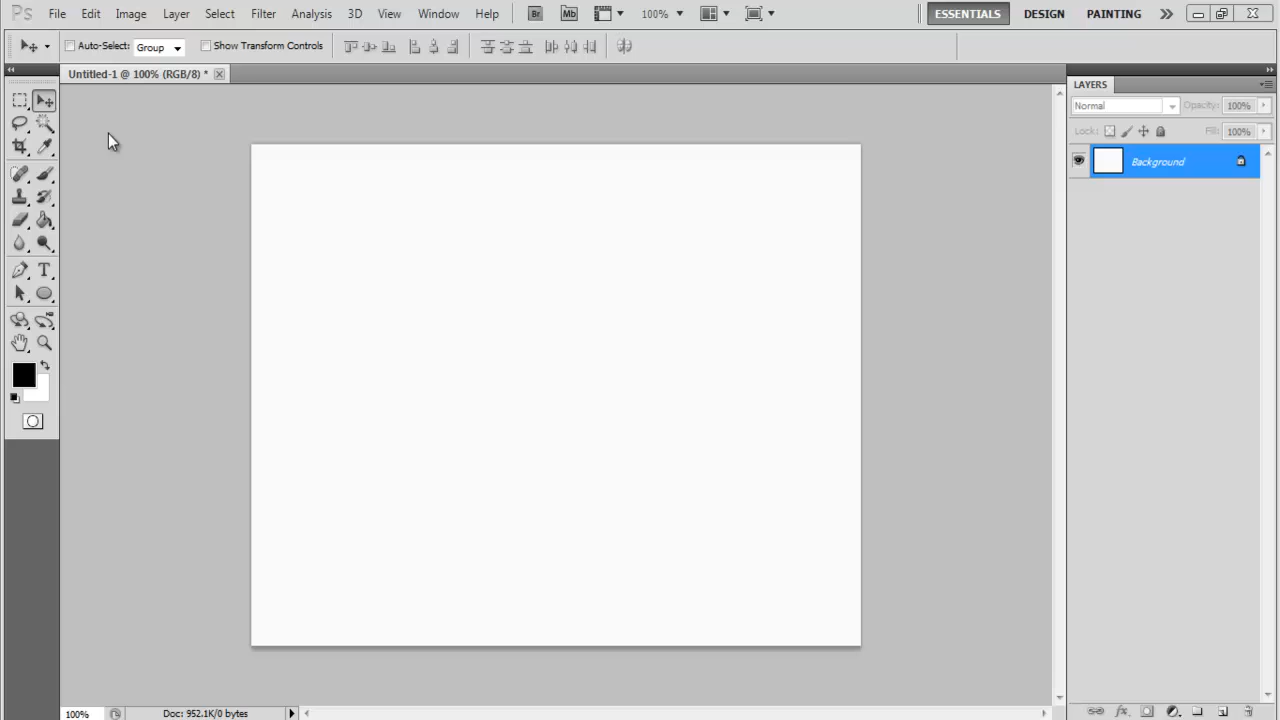 Ps File Edit Image Layer Select Filter Analysis 3D View Window Help Br Mb 100% ESSENTIALS DESIGN PAINTING
Auto-Select: Group Show Transform Controls
Untitled-1 @ 100% (RGB/8) *
LAYERS
Normal Opacity: 100%
Lock: Fill: 100%
Background
T
100% Doc: 952.1K/0 bytes
fx